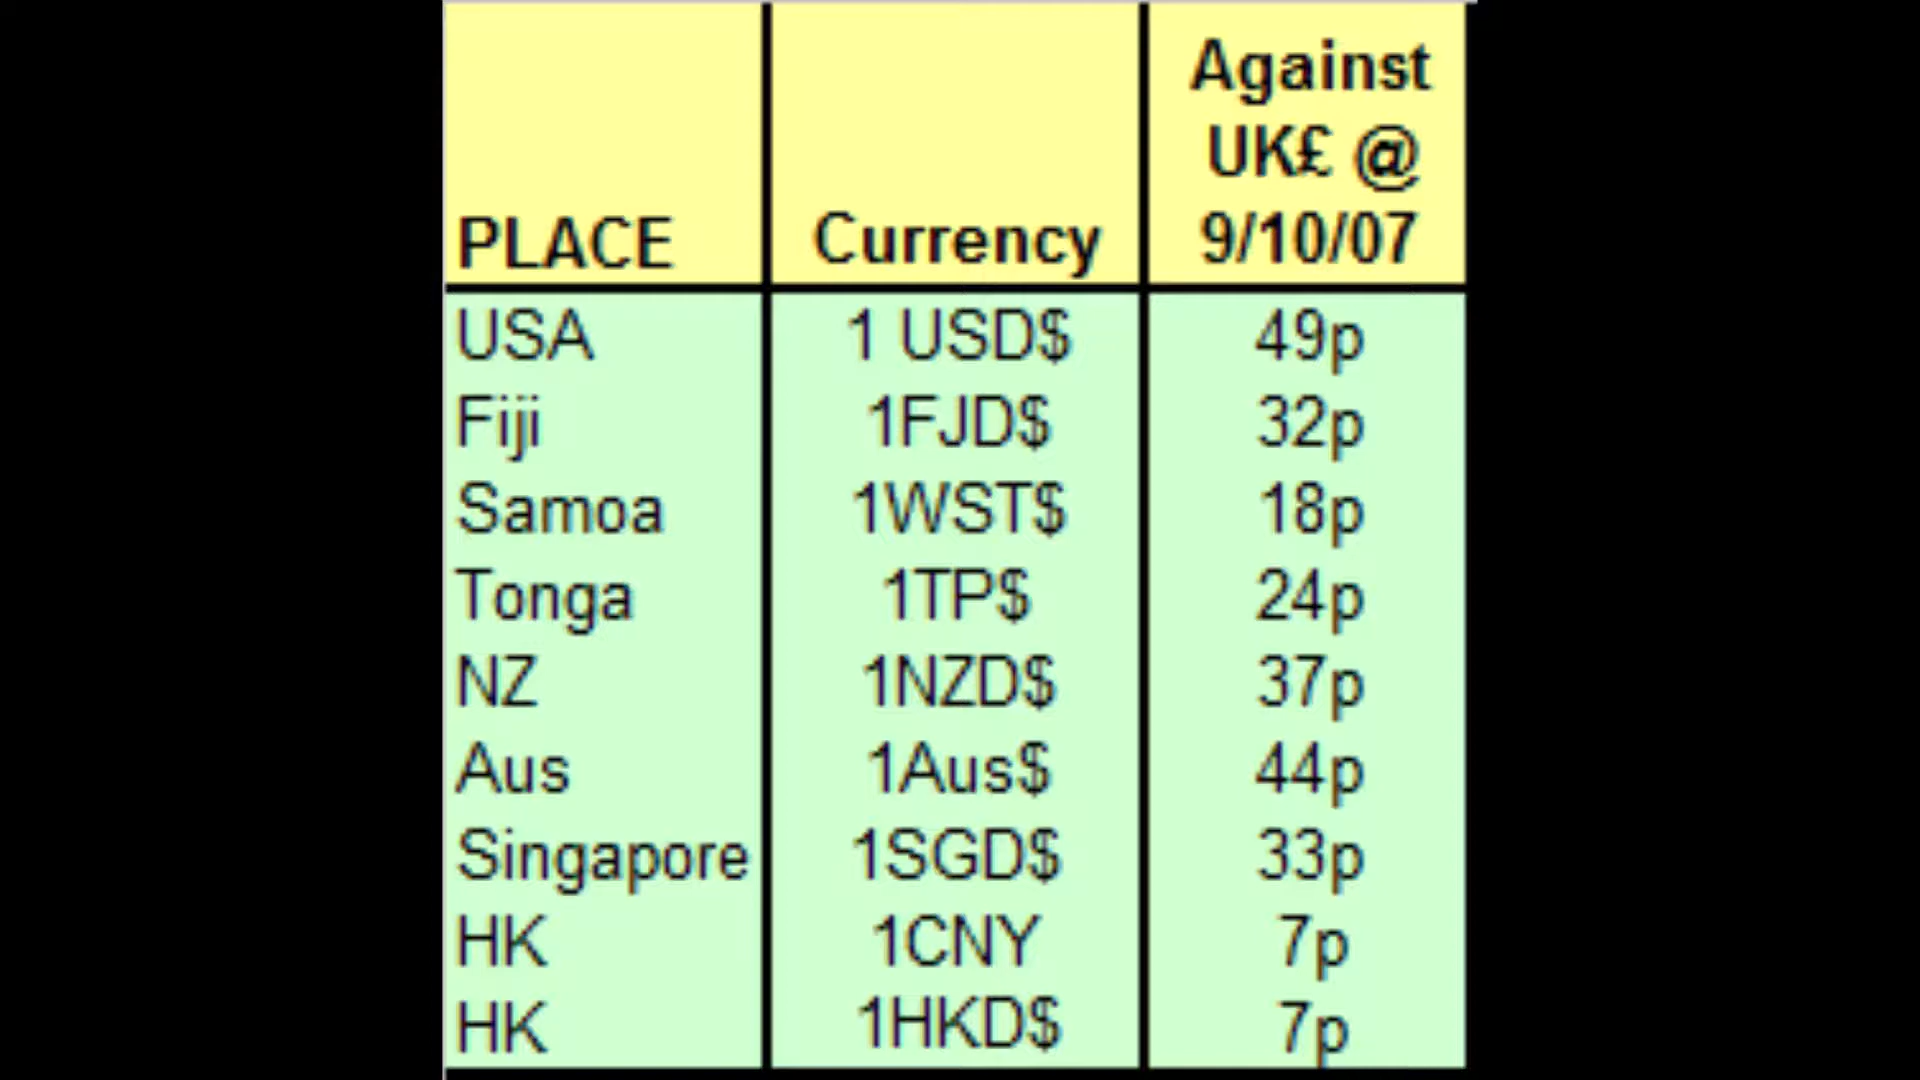 PLACE Currency Against UK£ @ 9/10/07
USA 1 USD$ 49p
Fiji 1FJD$ 32p
Samoa 1WST$ 18p
Tonga 1TP$ 24p
NZ 1NZD$ 37p
Aus 1Aus$ 44p
Singapore 1SGD$ 33p
HK 1CNY 7p
HK 1HKD$ 7p